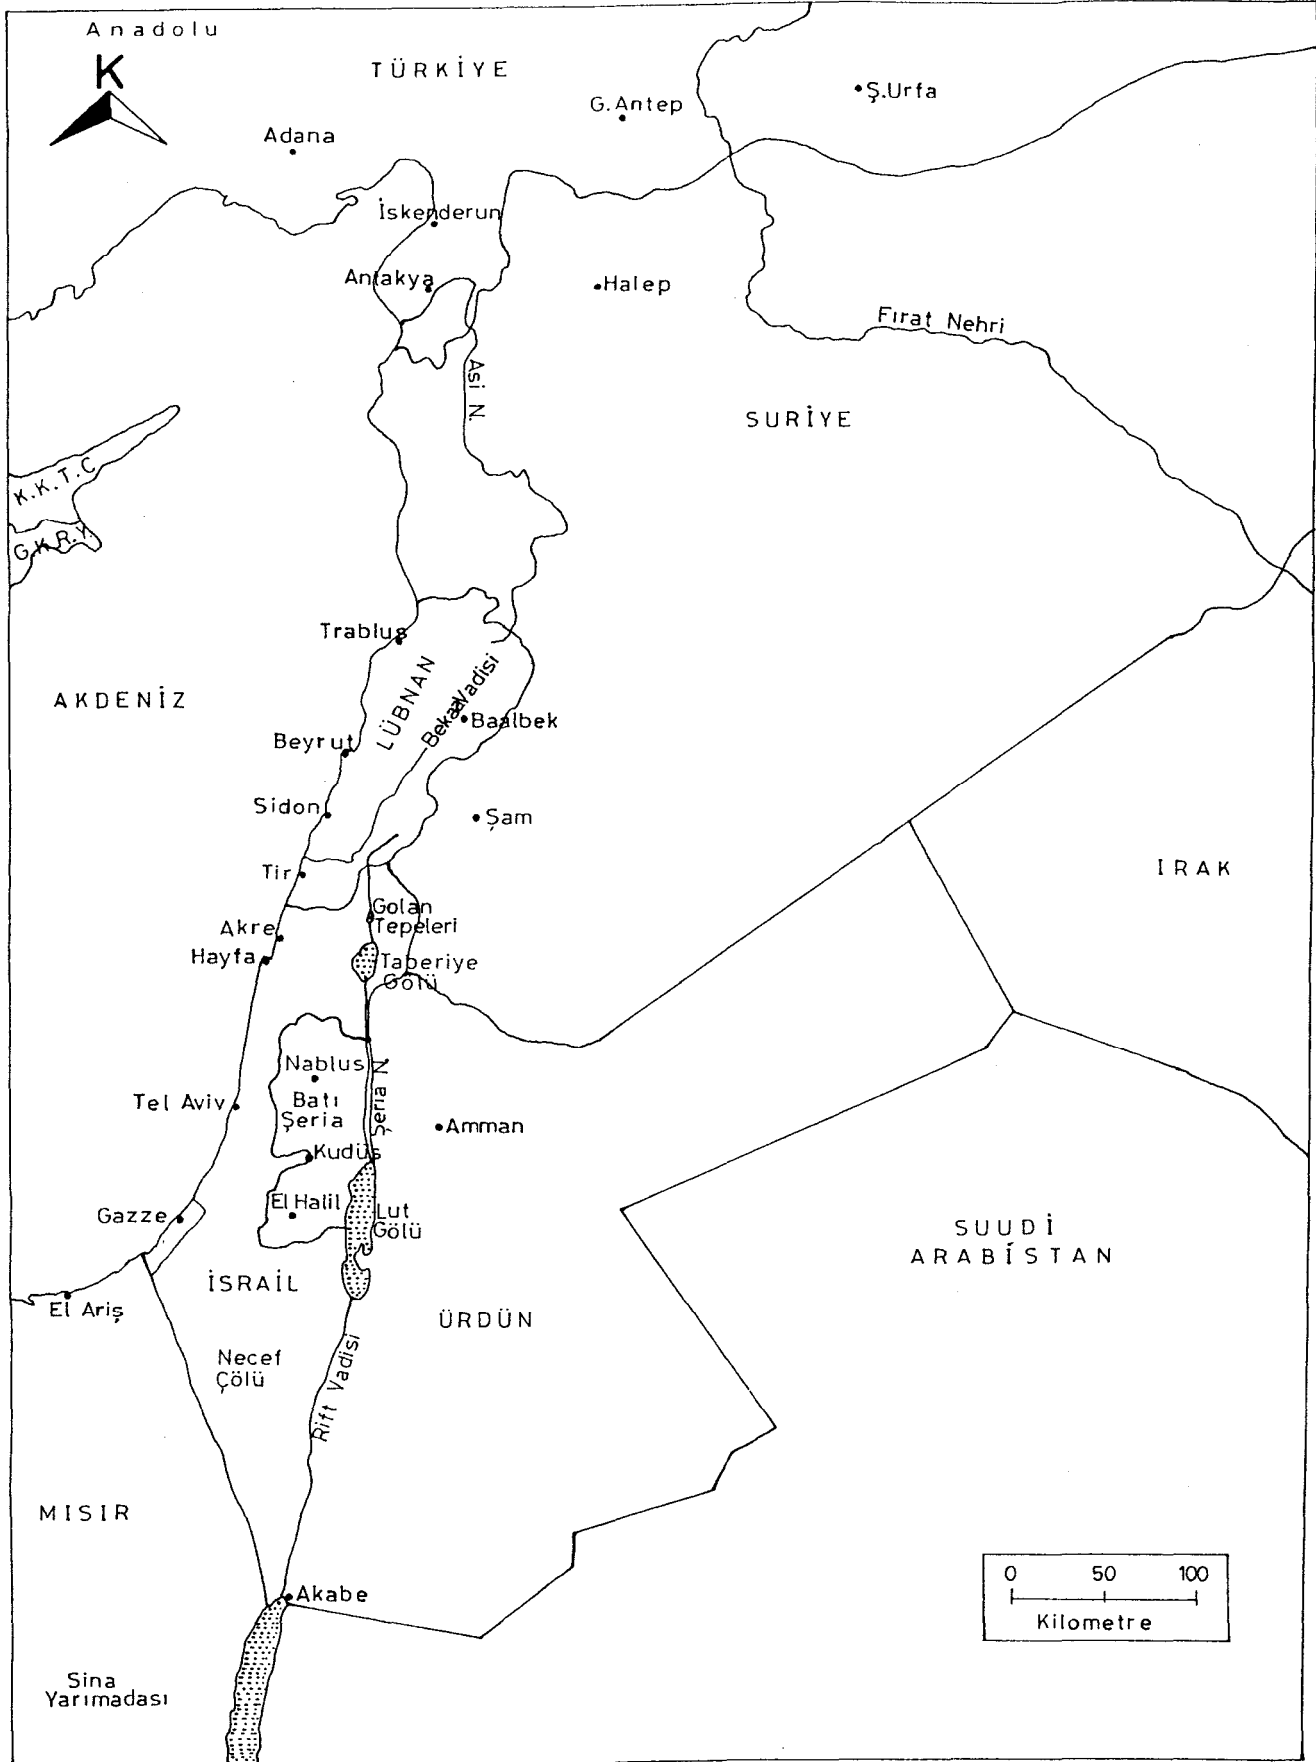 Anadolu
K
TÜRKİYE
G.Antep
Ş.Urfa
Adana
İskenderun
Antakya
Halep
Fırat Nehri
Asi N.
SURİYE
K.K.T.C
G.K.R.Y.
Trablus
LÜBNAN
Bekaa Vadisi
AKDENİZ
Baalbek
Beyrut
Sidon
Şam
Tir
IRAK
Golan
Tepeleri
Akre
Hayfa
Taberiye
Gölü
Nablus
Şeria N.
Batı
Şeria
Tel Aviv
Amman
Kudüs
El Halil
Lut
Gölü
Gazze
SUUDİ
ARABİSTAN
İSRAİL
El Ariş
ÜRDÜN
Necef
Çölü
Rift Vadisi
MISIR
Akabe
0 50 100
Kilometre
Sina
Yarımadası